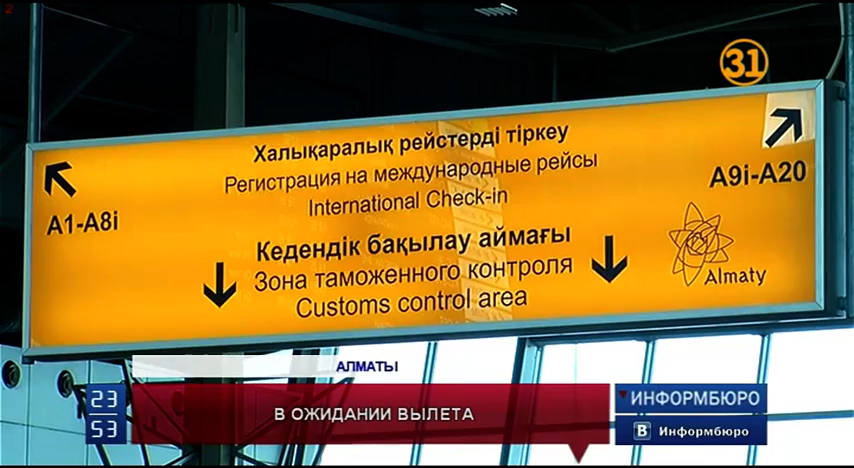 2
31
Халықаралық рейстерді тіркеу
Регистрация на международные рейсы
International Check-in
A1-A8i
A9i-A20
Кедендік бақылау аймағы
Зона таможенного контроля
Customs control area
Almaty
АЛМАТЫ
23
53
В ОЖИДАНИИ ВЫЛЕТА
ИНФОРМБЮРО
В Информбюро